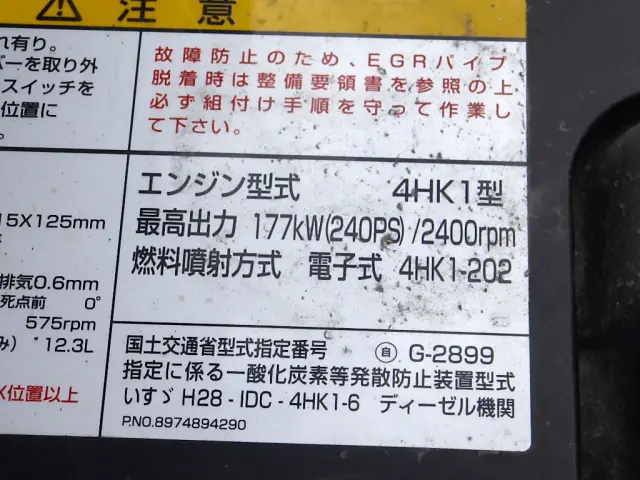 注意
れ有り。
バーを取り外
スイッチを
位置に
。
故障防止のため、EGRパイプ
脱着時は整備要領書を参照の上
必ず組付け手順を守って作業し
て下さい。
15X125mm
排気0.6mm
死点前 0°
575rpm
み) *12.3L
X位置以上
エンジン型式 4HK1型
最高出力 177kW(240PS)/2400rpm
燃料噴射方式 電子式 4HK1-202
国土交通省型式指定番号 自 G-2899
指定に係る一酸化炭素等発散防止装置型式
いすゞ H28 - IDC - 4HK1-6 ディーゼル機関
P.NO.8974894290